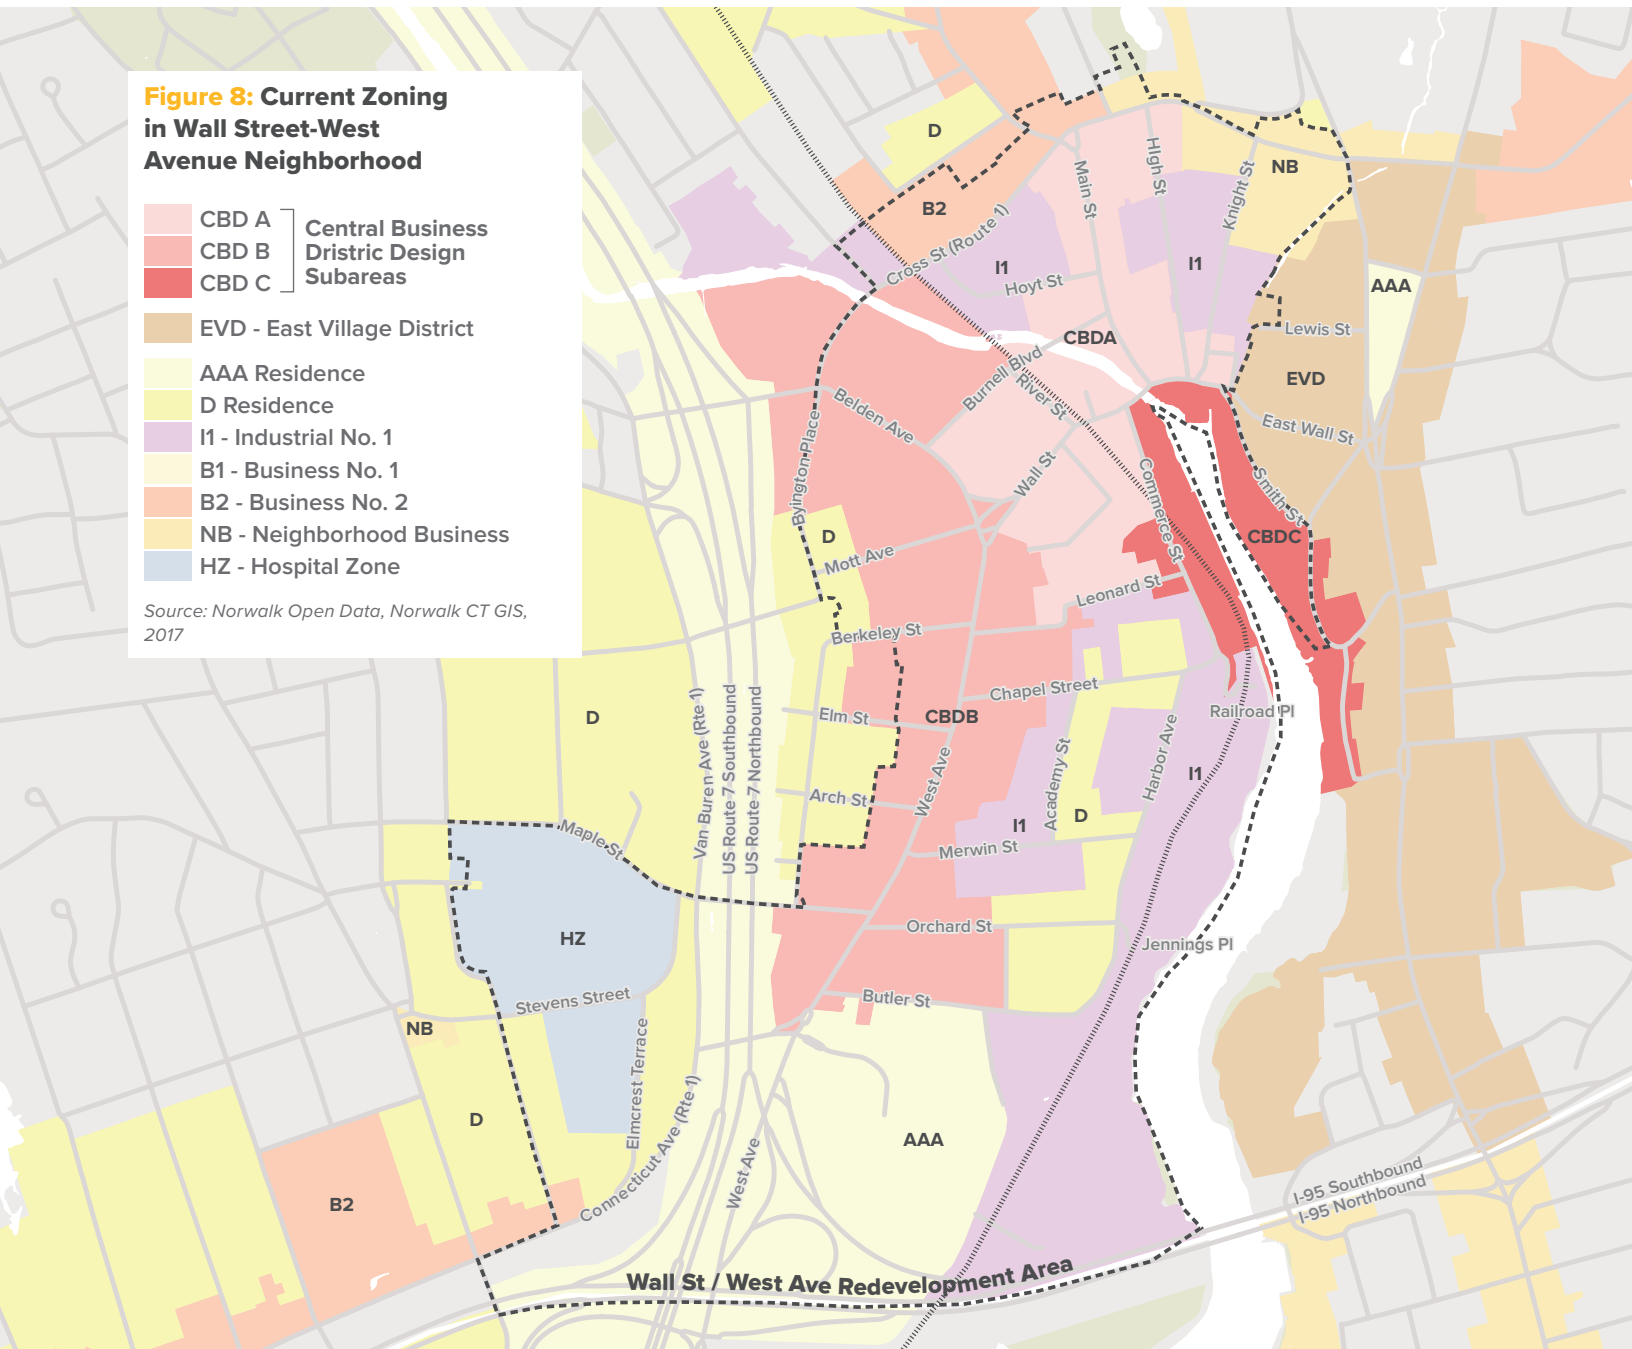 Figure 8: Current Zoning
in Wall Street-West
Avenue Neighborhood
CBD A
CBD B
CBD C
Central Business
Dristric Design
Subareas
EVD - East Village District
AAA Residence
D Residence
I1 - Industrial No. 1
B1 - Business No. 1
B2 - Business No. 2
NB - Neighborhood Business
HZ - Hospital Zone
Source: Norwalk Open Data, Norwalk CT GIS,
2017
D
B2
Cross St (Route 1)
I1
Hoyt St
Main St
HIgh St
Knight St
NB
I1
AAA
Lewis St
EVD
East Wall St
CBDA
Burnell Blvd
River St
Belden Ave
Byington Place
Wall St
Commerce St
Smith St
CBDC
D
Mott Ave
Leonard St
Berkeley St
Chapel Street
Elm St
CBDB
Railroad Pl
D
Van Buren Ave (Rte 1)
US Route 7 Southbound
US Route 7 Northbound
Arch St
West Ave
Academy St
Harbor Ave
I1
I1
D
Merwin St
Maple St
HZ
Orchard St
Jennings Pl
Stevens Street
Butler St
NB
Elmcrest Terrace
Connecticut Ave (Rte 1)
D
AAA
West Ave
B2
I-95 Southbound
I-95 Northbound
Wall St / West Ave Redevelopment Area